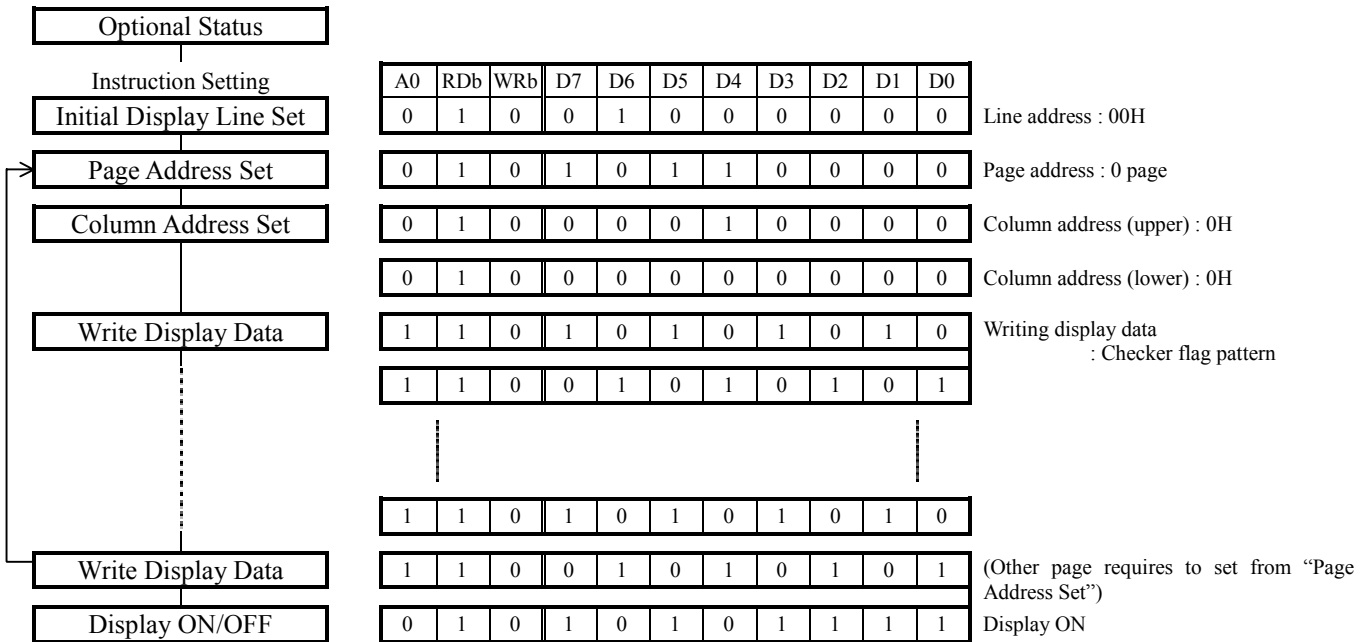 Optional Status
Instruction Setting A0 RDb WRb D7 D6 D5 D4 D3 D2 D1 D0
Initial Display Line Set 0 1 0 0 1 0 0 0 0 0 0 Line address : 00H
Page Address Set 0 1 0 1 0 1 1 0 0 0 0 Page address : 0 page
Column Address Set 0 1 0 0 0 0 1 0 0 0 0 Column address (upper) : 0H
0 1 0 0 0 0 0 0 0 0 0 Column address (lower) : 0H
Write Display Data 1 1 0 1 0 1 0 1 0 1 0 Writing display data
: Checker flag pattern
1 1 0 0 1 0 1 0 1 0 1
1 1 0 1 0 1 0 1 0 1 0
Write Display Data 1 1 0 0 1 0 1 0 1 0 1 (Other page requires to set from “Page
Address Set”)
Display ON/OFF 0 1 0 1 0 1 0 1 1 1 1 Display ON